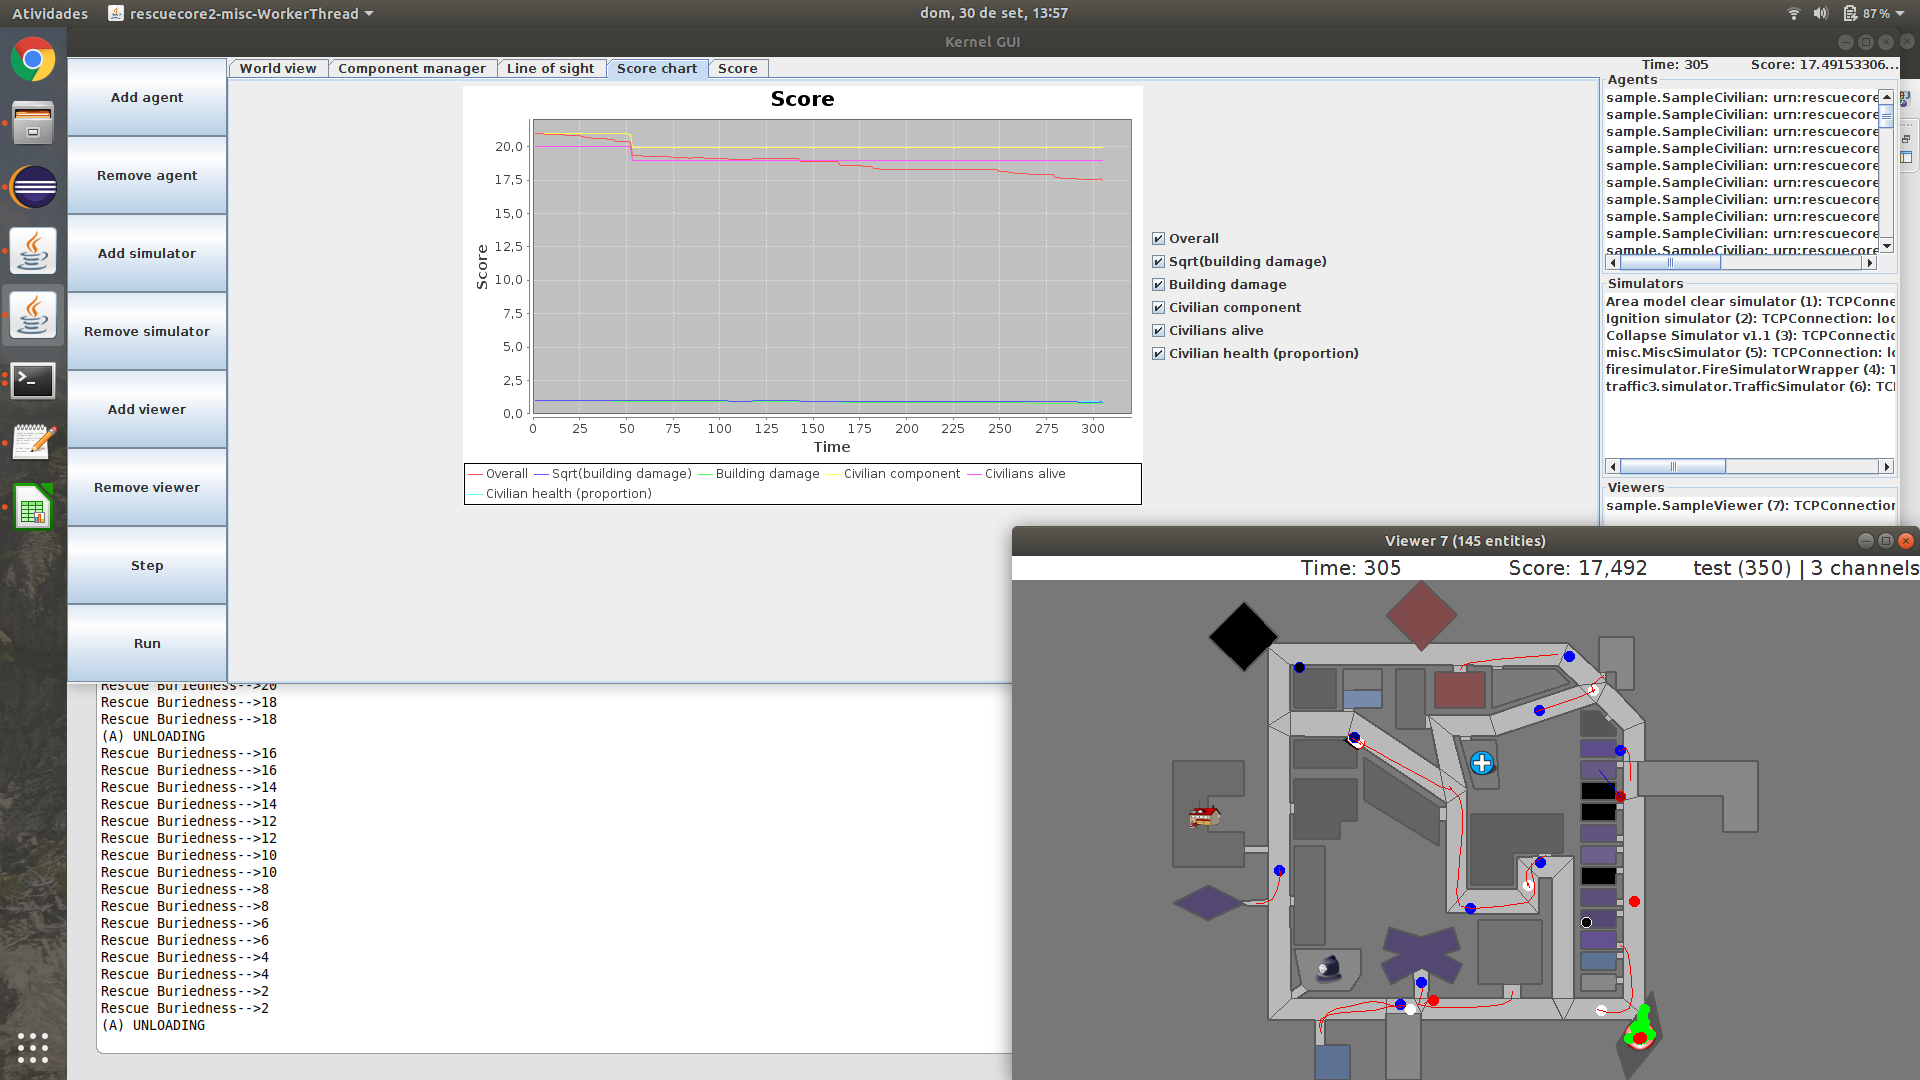 Atividades
rescuecore2-misc-WorkerThread
dom, 30 de set, 13:57
87 %
Kernel GUI
Add agent
Remove agent
Add simulator
Remove simulator
Add viewer
Remove viewer
Step
Run
World view
Component manager
Line of sight
Score chart
Score
Time: 305
Score: 17.49153306...
Score
Score
20,0
17,5
15,0
12,5
10,0
7,5
5,0
2,5
0,0
0 25 50 75 100 125 150 175 200 225 250 275 300
Time
Overall Sqrt(building damage) Building damage Civilian component Civilians alive
Civilian health (proportion)
Overall
Sqrt(building damage)
Building damage
Civilian component
Civilians alive
Civilian health (proportion)
Agents
sample.SampleCivilian: urn:rescuecore
sample.SampleCivilian: urn:rescuecore
sample.SampleCivilian: urn:rescuecore
sample.SampleCivilian: urn:rescuecore
sample.SampleCivilian: urn:rescuecore
sample.SampleCivilian: urn:rescuecore
sample.SampleCivilian: urn:rescuecore
sample.SampleCivilian: urn:rescuecore
sample.SampleCivilian: urn:rescuecore
sample.SampleCivilian: urn:rescuecore
Simulators
Area model clear simulator (1): TCPConne
Ignition simulator (2): TCPConnection: loc
Collapse Simulator v1.1 (3): TCPConnectio
misc.MiscSimulator (5): TCPConnection: lo
firesimulator.FireSimulatorWrapper (4): T
traffic3.simulator.TrafficSimulator (6): TCI
Viewers
sample.SampleViewer (7): TCPConnection
Rescue Buriedness-->20
Rescue Buriedness-->18
Rescue Buriedness-->18
(A) UNLOADING
Rescue Buriedness-->16
Rescue Buriedness-->16
Rescue Buriedness-->14
Rescue Buriedness-->14
Rescue Buriedness-->12
Rescue Buriedness-->12
Rescue Buriedness-->10
Rescue Buriedness-->10
Rescue Buriedness-->8
Rescue Buriedness-->8
Rescue Buriedness-->6
Rescue Buriedness-->6
Rescue Buriedness-->4
Rescue Buriedness-->4
Rescue Buriedness-->2
Rescue Buriedness-->2
(A) UNLOADING
Viewer 7 (145 entities)
Time: 305
Score: 17,492
test (350) | 3 channels